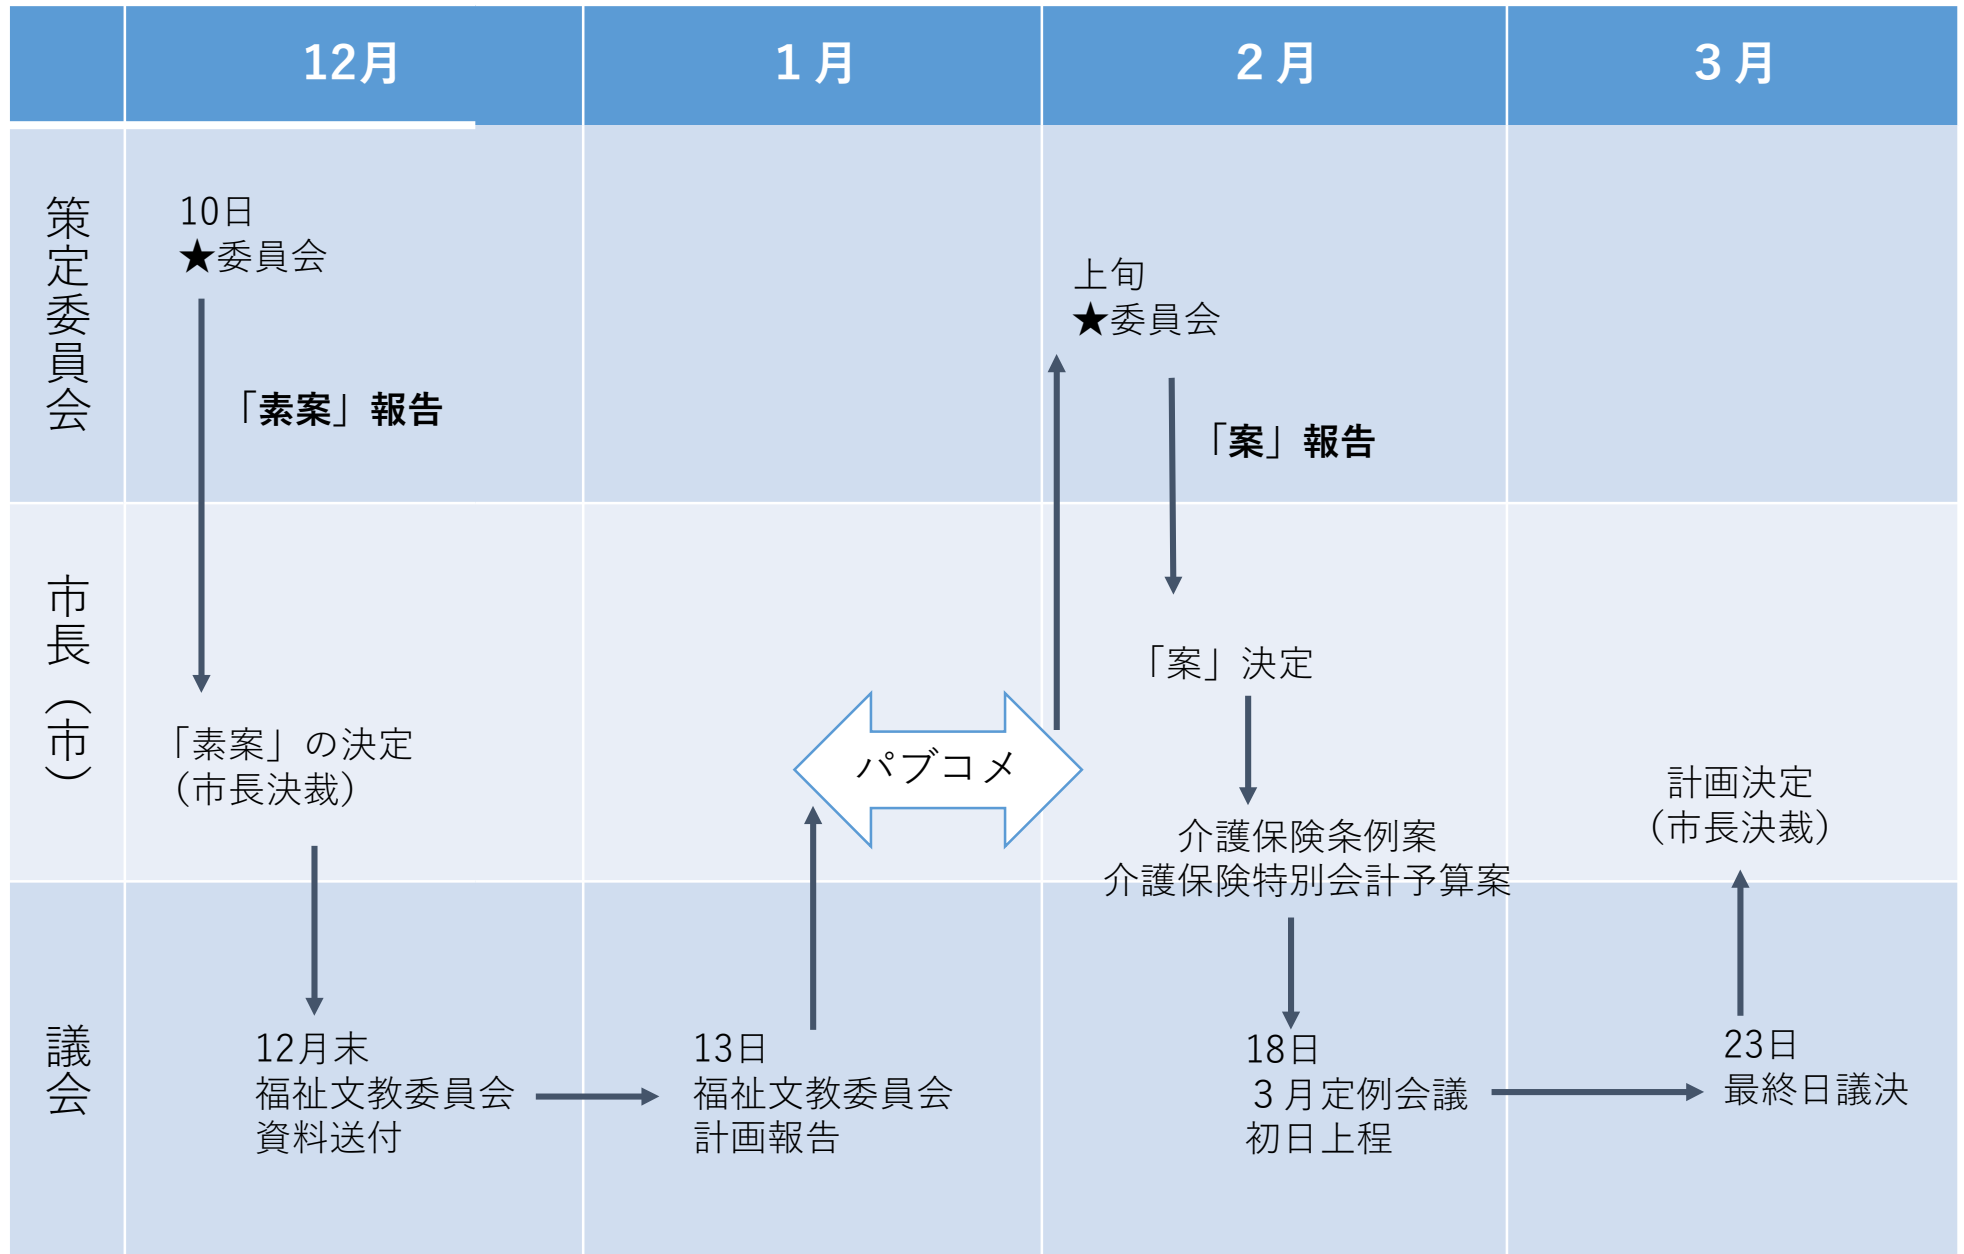 12月
1月
2月
3月
策定委員会
10日
★委員会
「素案」報告
上旬
★委員会
「案」報告
市長（市）
「素案」の決定
（市長決裁）
パブコメ
「案」決定
介護保険条例案
介護保険特別会計予算案
計画決定
（市長決裁）
議会
12月末
福祉文教委員会
資料送付
13日
福祉文教委員会
計画報告
18日
３月定例会議
初日上程
23日
最終日議決